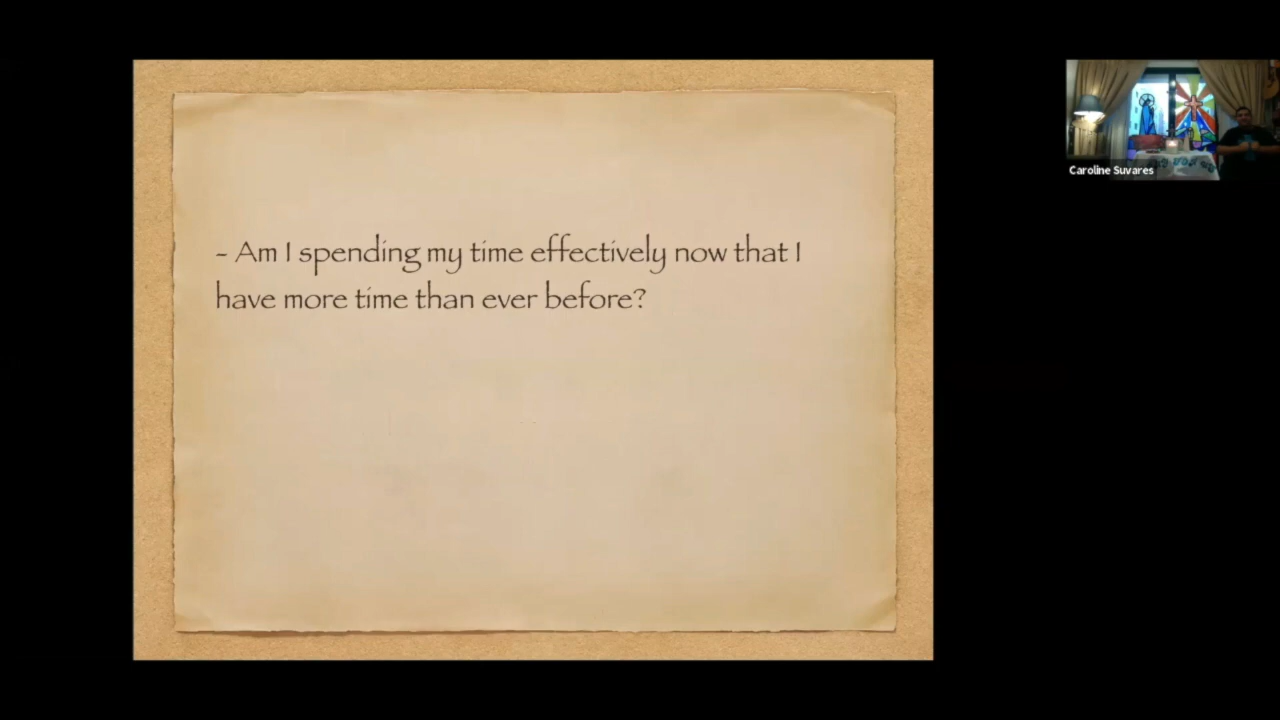 - Am I spending my time effectively now that I
have more time than ever before?
Caroline Suvares